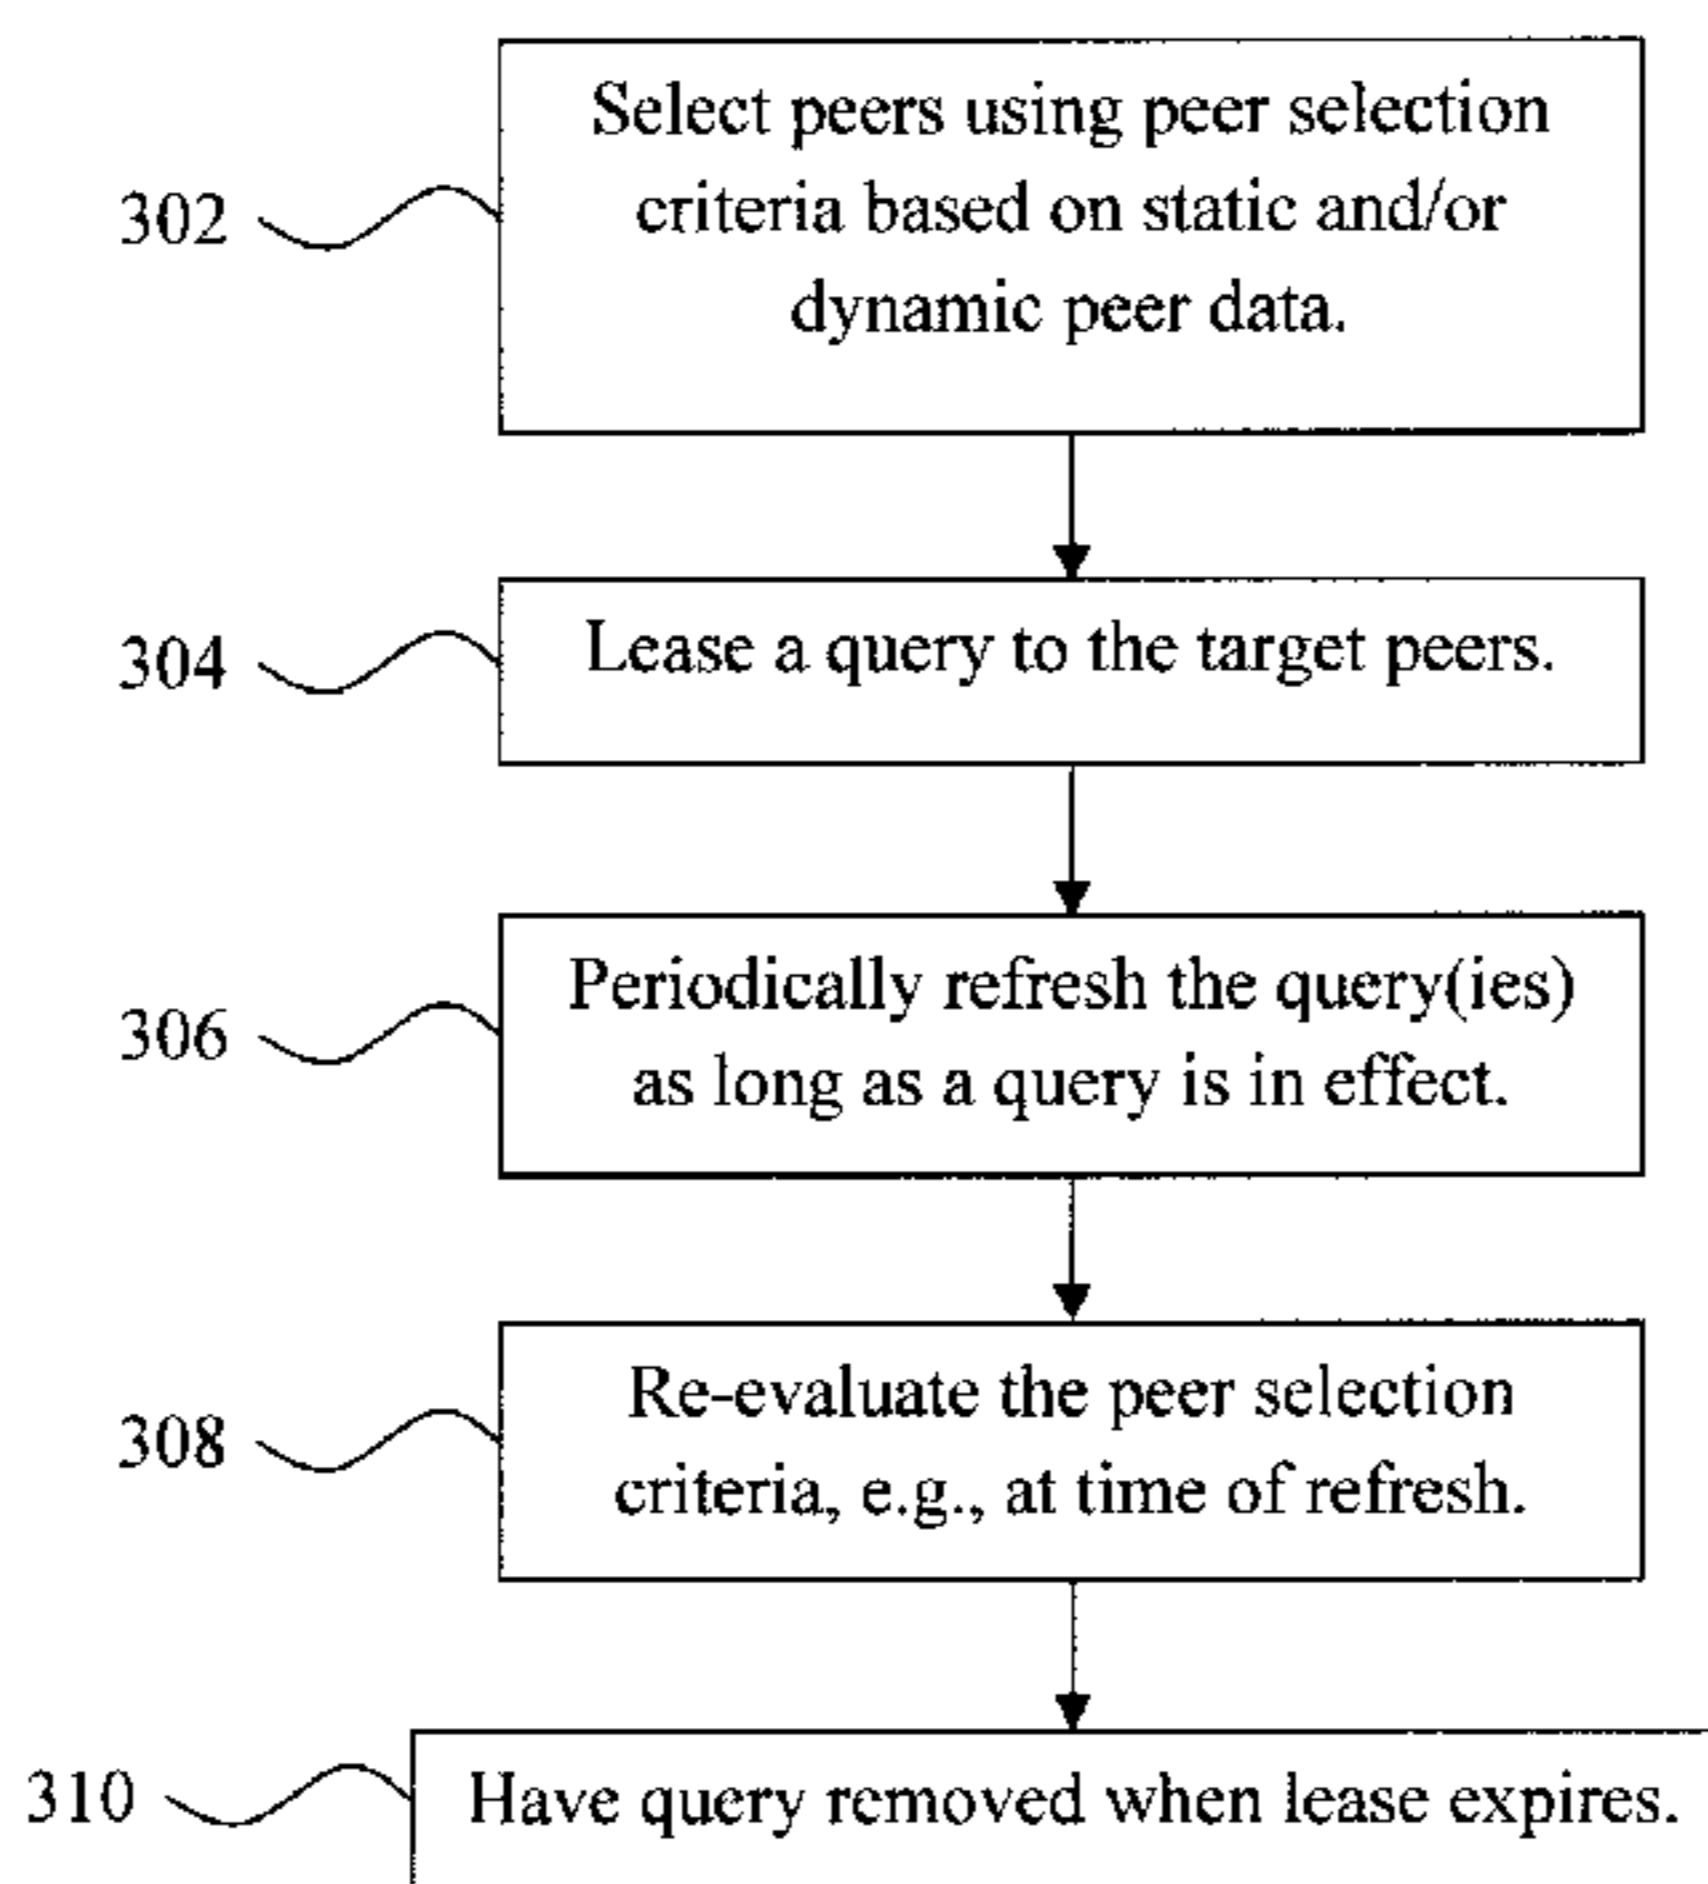 Select peers using peer selection
302
criteria based on static and/or
dynamic peer data.
304
Lease a query to the target peers.
Periodically refresh the query(ies)
306
as long as a query is in effect.
Re-evaluate the peer selection
308
criteria, e.g., at time of refresh.
310
Have query removed when lease expires.